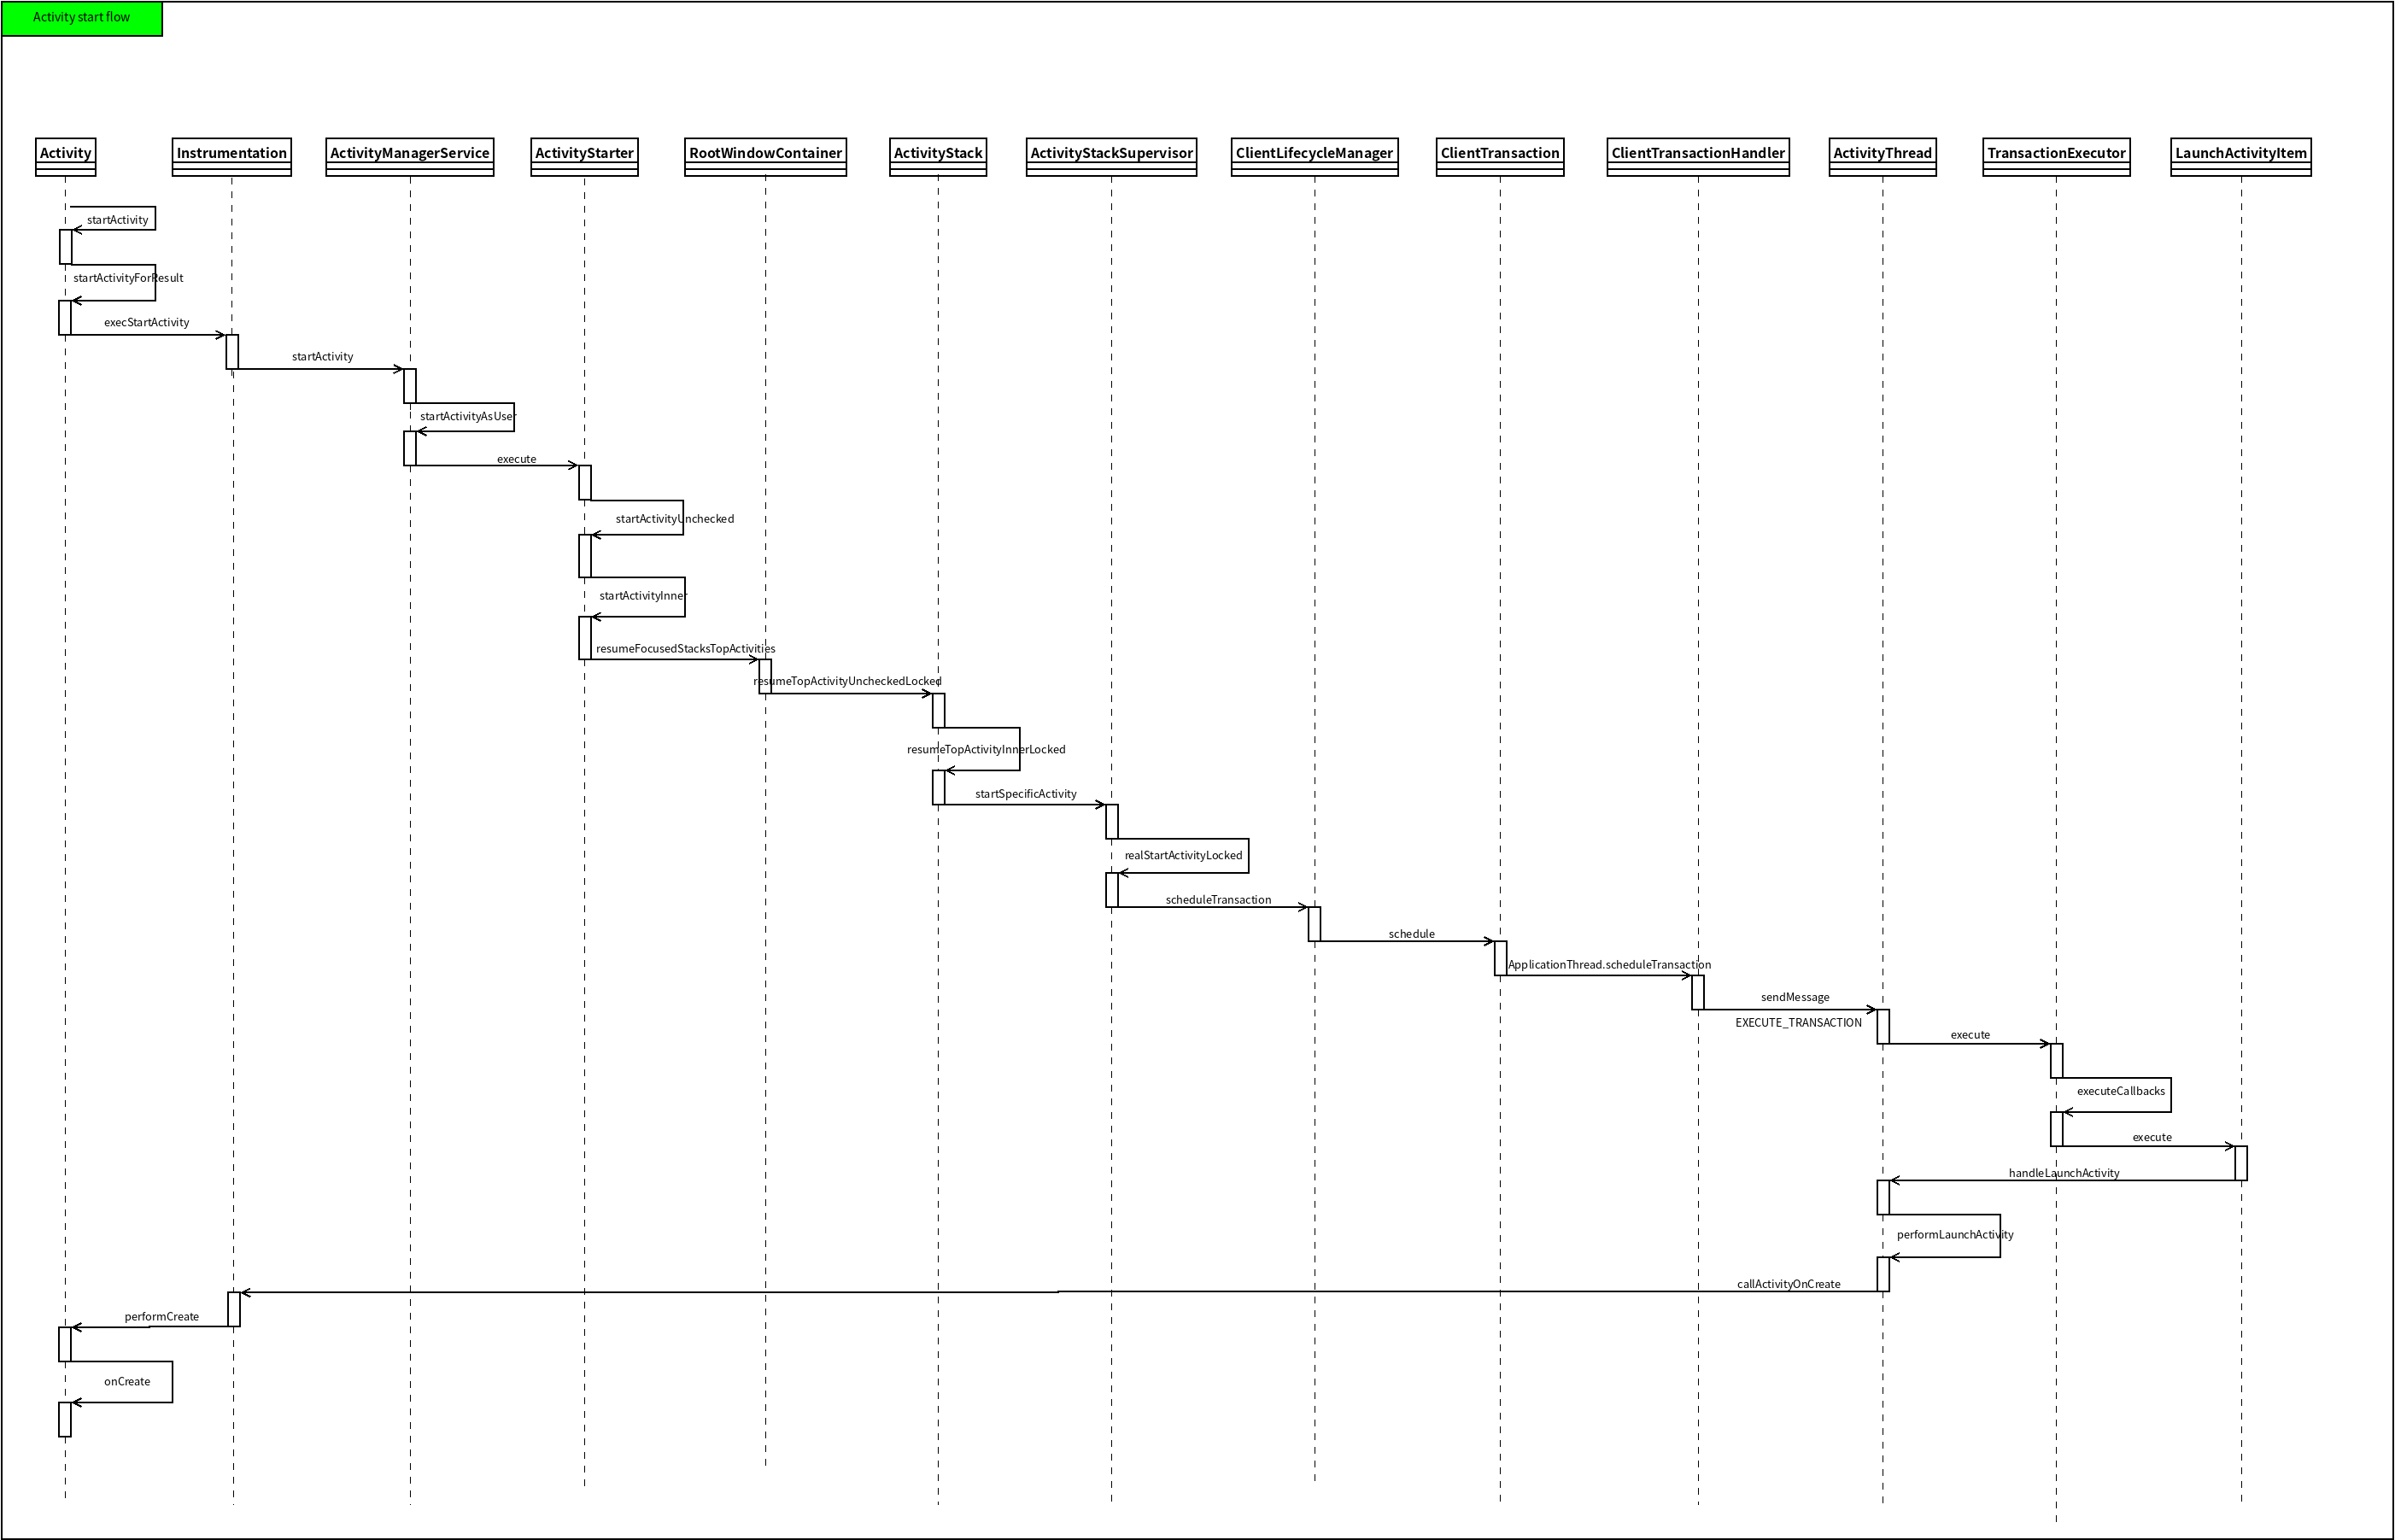 Activity start flow
Activity
Instrumentation
ActivityManagerService
ActivityStarter
RootWindowContainer
ActivityStack
ActivityStackSupervisor
ClientLifecycleManager
ClientTransaction
ClientTransactionHandler
ActivityThread
TransactionExecutor
LaunchActivityItem
startActivity
startActivityForResult
execStartActivity
startActivity
startActivityAsUser
execute
startActivityUnchecked
startActivityInner
resumeFocusedStacksTopActivities
resumeTopActivityUncheckedLocked
resumeTopActivityInnerLocked
startSpecificActivity
realStartActivityLocked
scheduleTransaction
schedule
ApplicationThread.scheduleTransaction
sendMessage
EXECUTE_TRANSACTION
execute
executeCallbacks
execute
handleLaunchActivity
performLaunchActivity
callActivityOnCreate
performCreate
onCreate